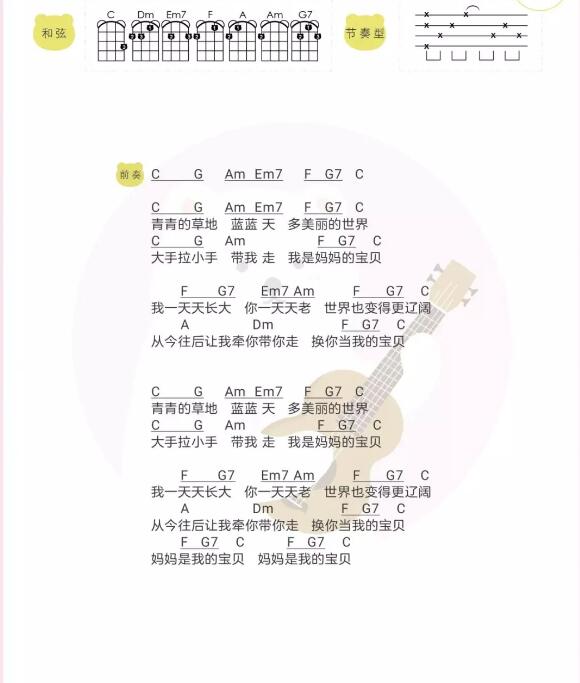 和弦 C Dm Em7 F A Am G7 节奏型
前奏 C G Am Em7 F G7 C
C G Am Em7 F G7 C
青青的草地 蓝蓝 天 多美丽的世界
C G Am F G7 C
大手拉小手 带我 走 我是妈妈的宝贝
F G7 Em7 Am F G7 C
我一天天长大 你一天天老 世界也变得更辽阔
A Dm F G7 C
从今往后让我牵你带你走 换你当我的宝贝
C G Am Em7 F G7 C
青青的草地 蓝蓝 天 多美丽的世界
C G Am F G7 C
大手拉小手 带我 走 我是妈妈的宝贝
F G7 Em7 Am F G7 C
我一天天长大 你一天天老 世界也变得更辽阔
A Dm F G7 C
从今往后让我牵你带你走 换你当我的宝贝
F G7 C F G7 C
妈妈是我的宝贝 妈妈是我的宝贝